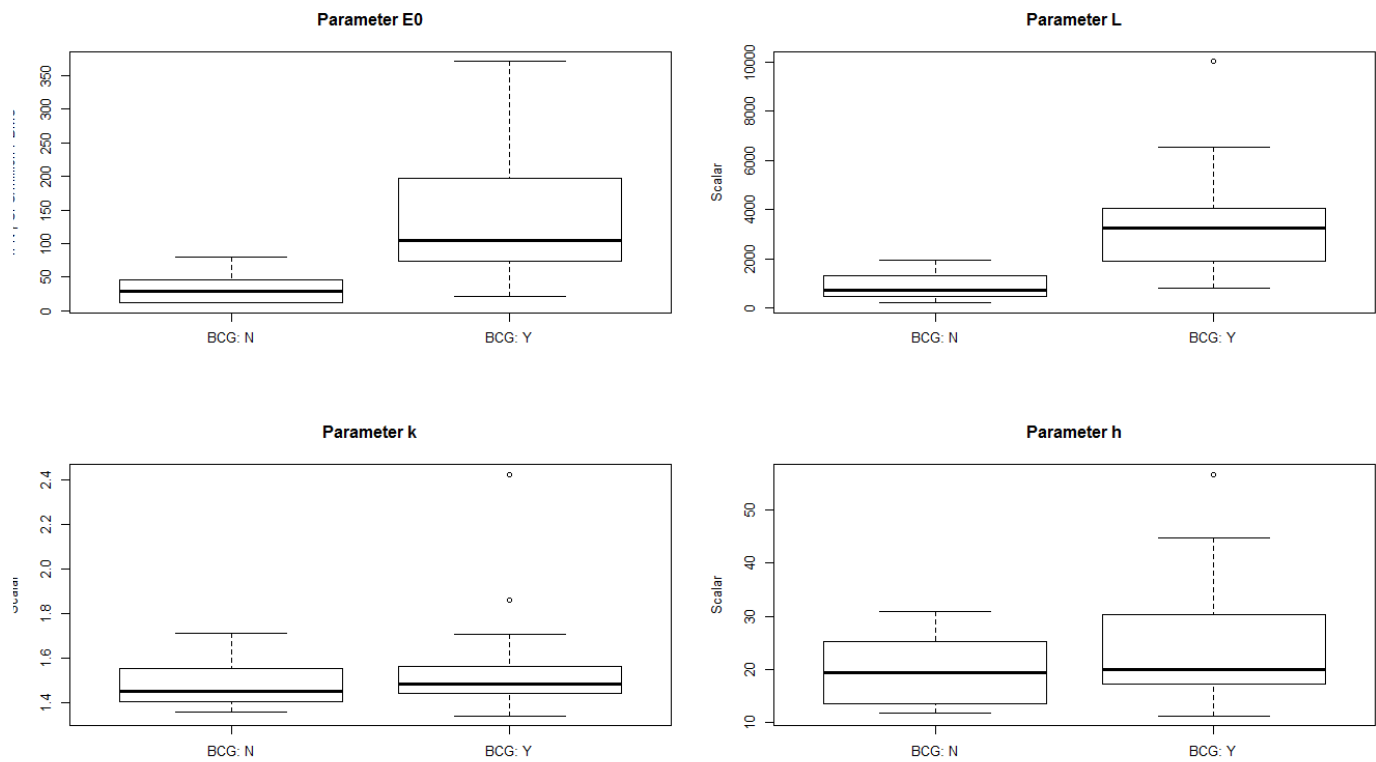 Parameter E0
350
300
250
200
150
100
50
0
BCG: N
BCG: Y
Parameter L
Scalar
10000
8000
6000
4000
2000
0
BCG: N
BCG: Y
Parameter k
Scalar
2.4
2.2
2.0
1.8
1.6
1.4
BCG: N
BCG: Y
Parameter h
Scalar
50
40
30
20
10
BCG: N
BCG: Y